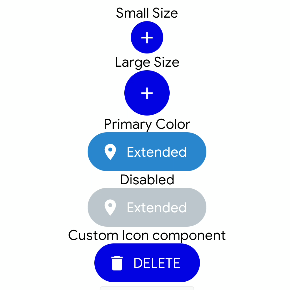 Small Size
Large Size
Primary Color
Extended
Disabled
Extended
Custom Icon component
DELETE